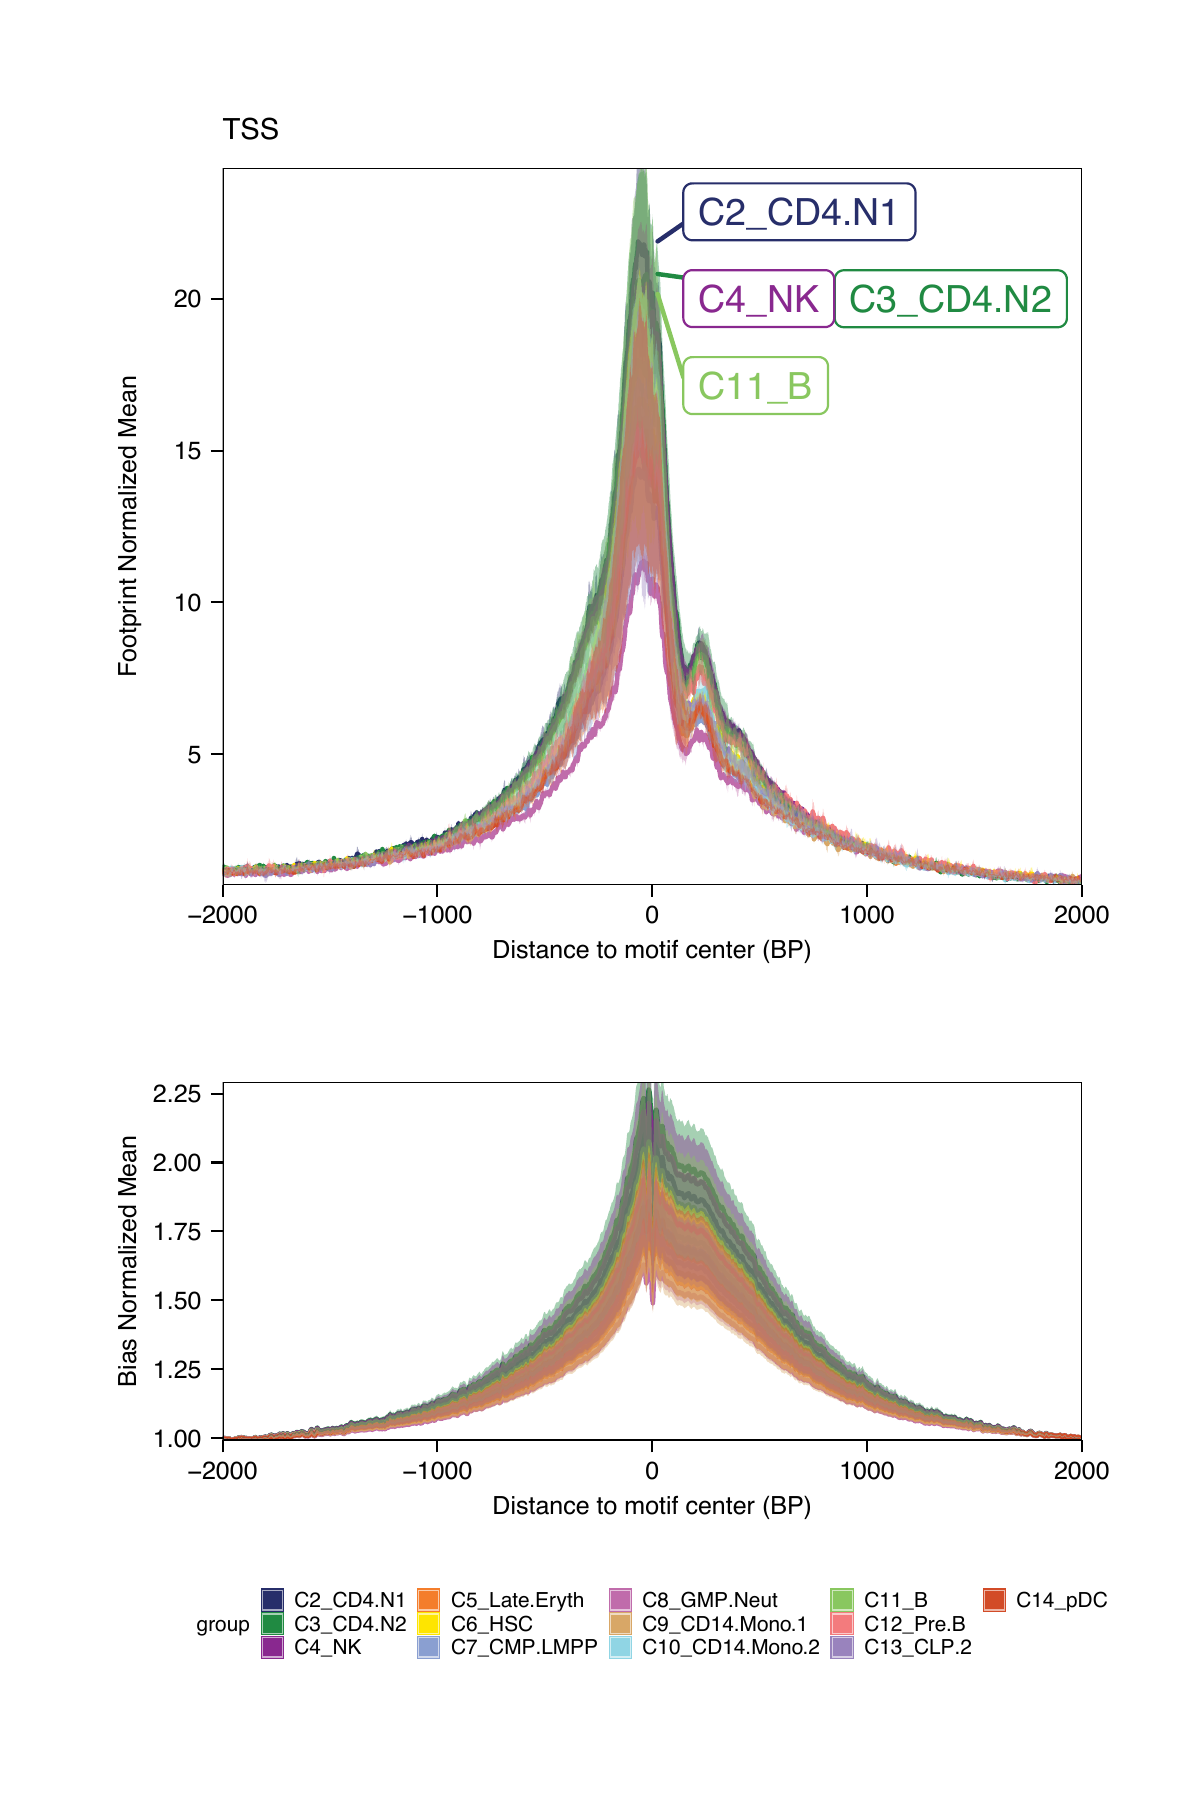 TSS
C2_CD4.N1
C4_NK C3_CD4.N2
C11_B
Footprint Normalized Mean
20
15
10
5
−2000 −1000 0 1000 2000
Distance to motif center (BP)
Bias Normalized Mean
2.25
2.00
1.75
1.50
1.25
1.00
−2000 −1000 0 1000 2000
Distance to motif center (BP)
group
C2_CD4.N1 C5_Late.Eryth C8_GMP.Neut C11_B C14_pDC
C3_CD4.N2 C6_HSC C9_CD14.Mono.1 C12_Pre.B
C4_NK C7_CMP.LMPP C10_CD14.Mono.2 C13_CLP.2